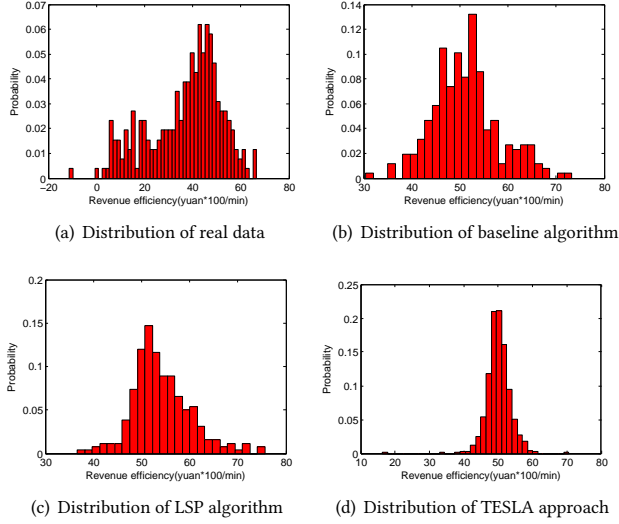 0.07
0.06
0.05
0.04
0.03
0.02
0.01
0
Probability
−20 0 20 40 60 80
Revenue efficiency(yuan*100/min)
(a) Distribution of real data
0.14
0.12
0.1
0.08
0.06
0.04
0.02
0
Probability
30 40 50 60 70 80
Revenue efficiency(yuan*100/min)
(b) Distribution of baseline algorithm
0.2
0.15
0.1
0.05
0
Probability
30 40 50 60 70 80
Revenue efficiency(yuan*100/min)
(c) Distribution of LSP algorithm
0.25
0.2
0.15
0.1
0.05
0
Probability
10 20 30 40 50 60 70 80
Revenue efficiency(yuan*100/min)
(d) Distribution of TESLA approach